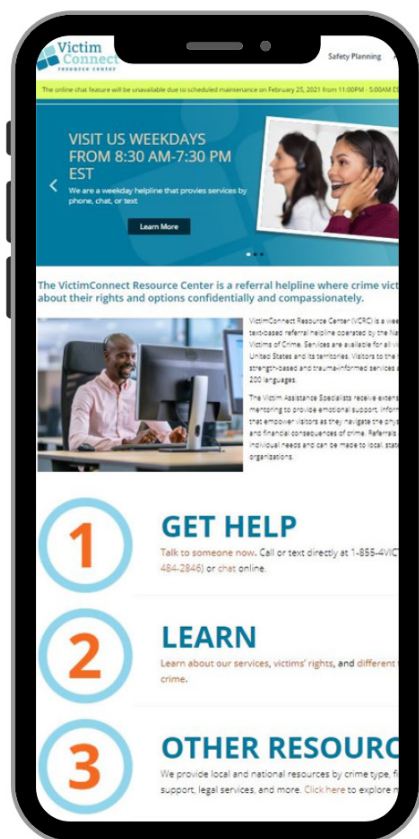 Victim
Connect
RESOURCE CENTER
Safety Planning
The online chat feature will be unavailable due to scheduled maintenance on February 25, 2021 from 11:00PM - 5:00AM ES
VISIT US WEEKDAYS
FROM 8:30 AM-7:30 PM
EST
We are a weekday helpline that provies services by
phone, chat, or text
Learn More
The VictimConnect Resource Center is a referral helpline where crime vict
about their rights and options confidentially and compassionately.
VictimConnect Resource Center (VCRC) is a wee
text-based referral helpline operated by the Na
Victims of Crime. Services are available for all v
United States and its territories. Visitors to the
strength-based and trauma-informed services
200 languages.
The Victim Assistance Specialists receive extens
mentoring to provide emotional support, inform
that empower visitors as they navigate the phys
and financial consequences of crime. Referrals
individual needs and can be made to local, state
organizations.
1
GET HELP
Talk to someone now. Call or text directly at 1-855-4VIC
484-2846) or chat online.
2
LEARN
Learn about our services, victims' rights, and different
crime.
3
OTHER RESOURC
We provide local and national resources by crime type, fi
support, legal services, and more. Click here to explore m